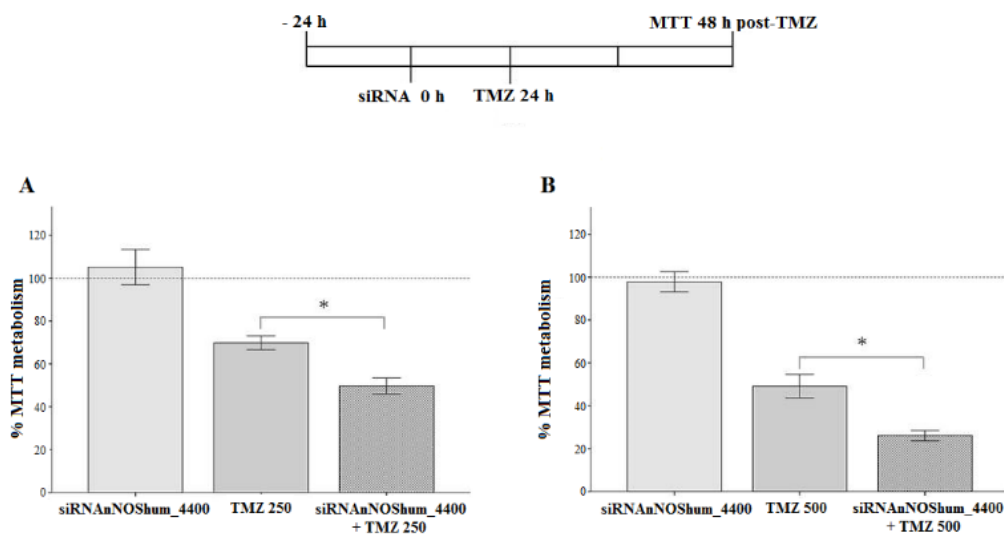 - 24 h
MTT 48 h post-TMZ
siRNA 0 h
TMZ 24 h
A
% MTT metabolism
120
100
80
60
40
20
0
*
siRNAnNOShum_4400
TMZ 250
siRNAnNOShum_4400
+ TMZ 250
B
% MTT metabolism
120
100
80
60
40
20
0
*
siRNAnNOShum_4400
TMZ 500
siRNAnNOShum_4400
+ TMZ 500